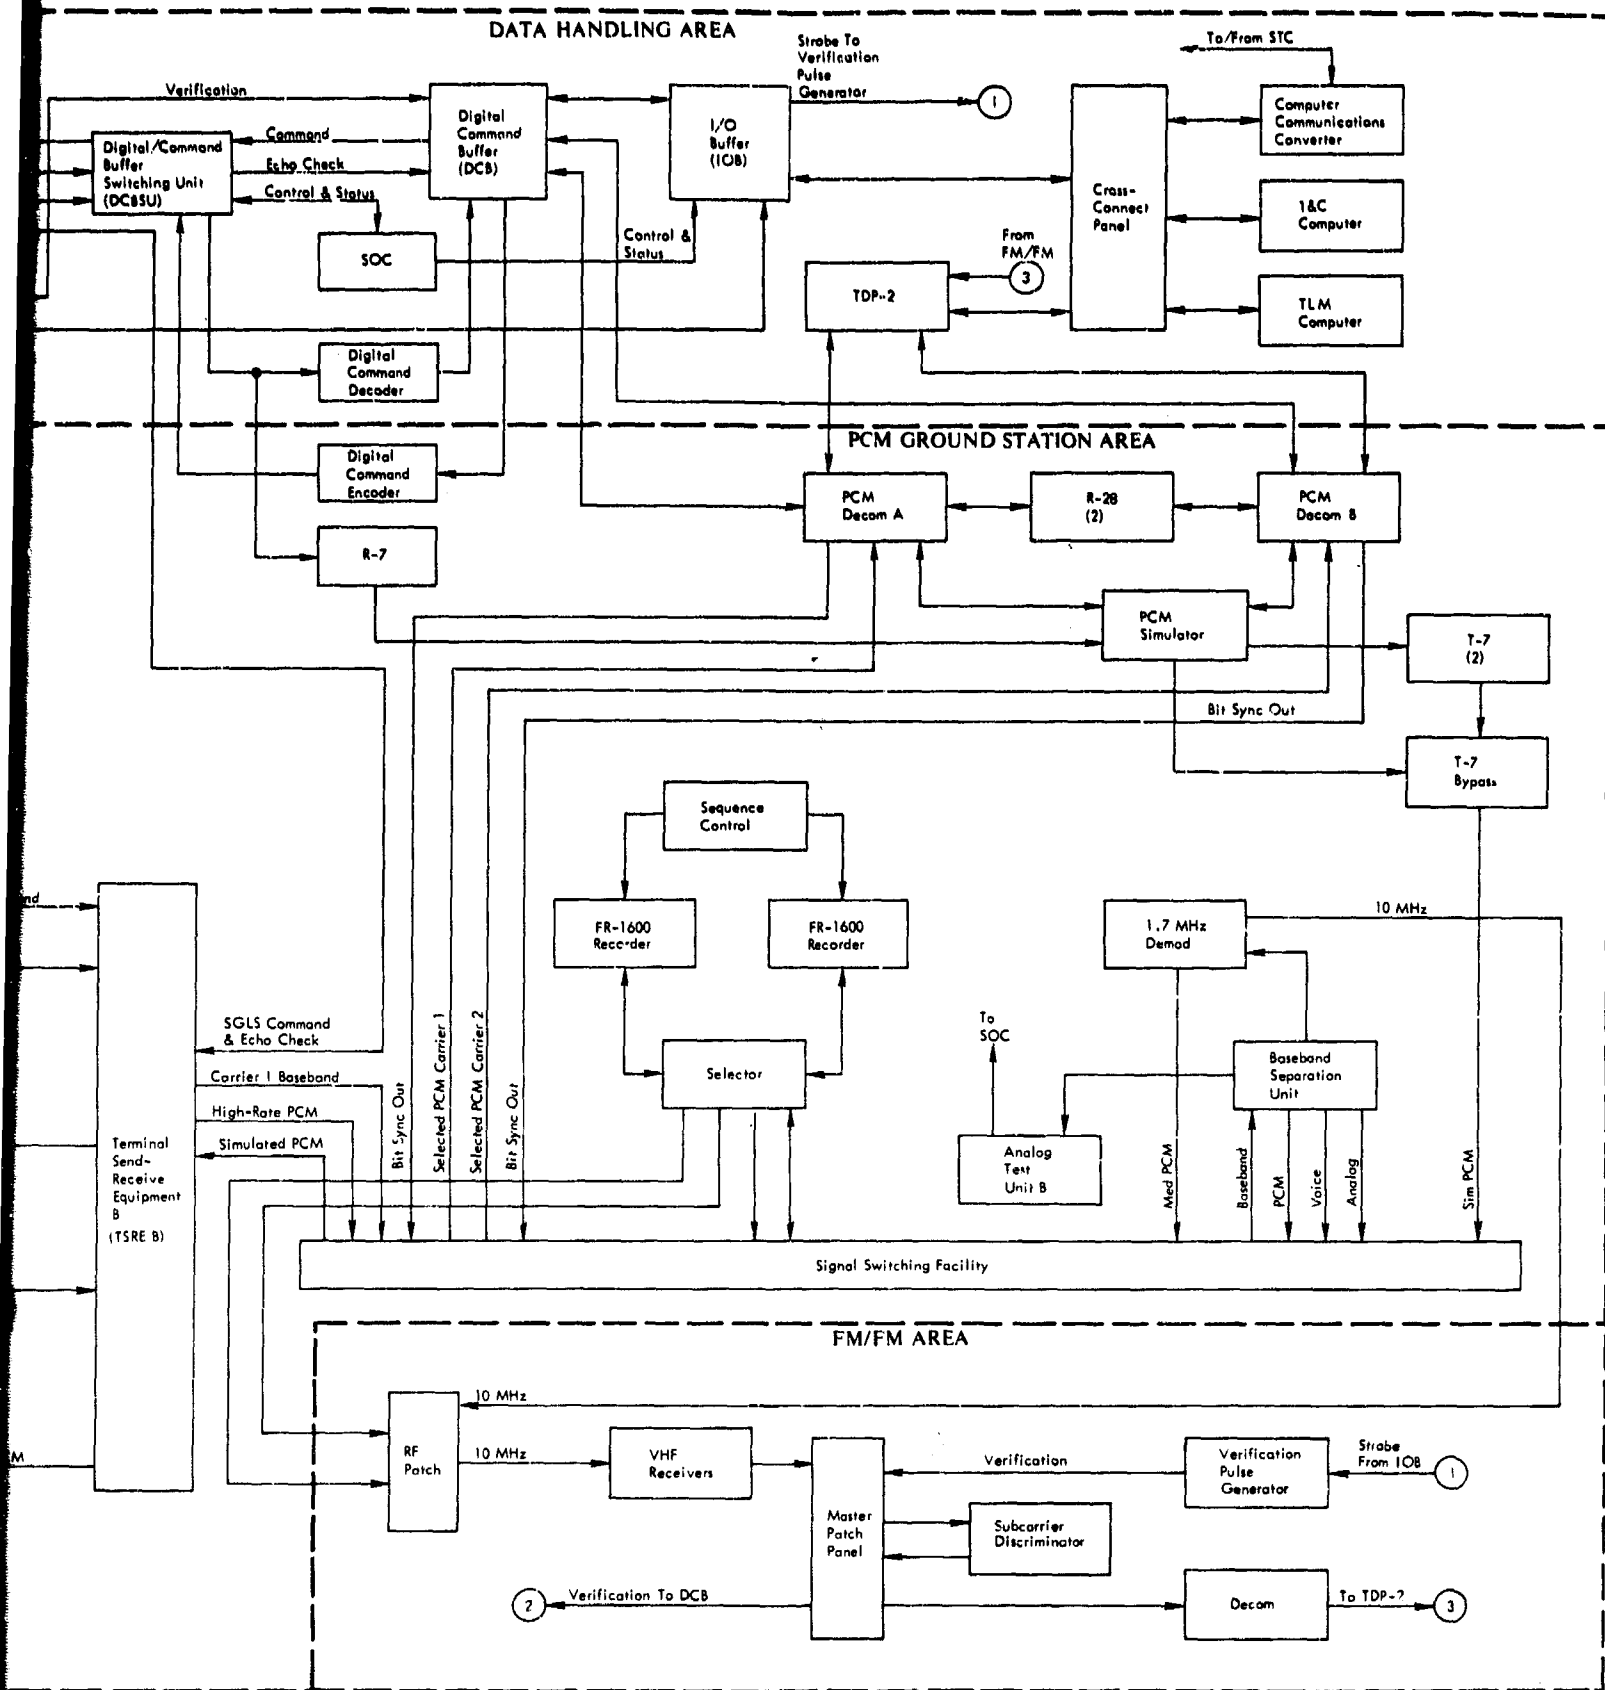 DATA HANDLING AREA
Strobe To
Verification
Pulse
Generator
1
To/From STC
Verification
Digital
Command
Buffer
(DCB)
I/O
Buffer
(IOB)
Computer
Communications
Converter
Digital/Command
Buffer
Switching Unit
(DCBSU)
Command
Echo Check
Control & Status
SOC
Control &
Status
Cross-
Connect
Panel
I&C
Computer
From
FM/FM
3
TDP-2
TLM
Computer
Digital
Command
Decoder
PCM GROUND STATION AREA
Digital
Command
Encoder
PCM
Decom A
R-28
(2)
PCM
Decom B
R-7
PCM
Simulator
T-7
(2)
Bit Sync Out
T-7
Bypass
Sequence
Control
nd
FR-1600
Recorder
FR-1600
Recorder
1.7 MHz
Demod
10 MHz
SGLS Command
& Echo Check
To
SOC
Carrier 1 Baseband
High-Rate PCM
Simulated PCM
Bit Sync Out
Selected PCM Carrier 1
Selected PCM Carrier 2
Bit Sync Out
Selector
Baseband
Separation
Unit
Terminal
Send-
Receive
Equipment
B
(TSRE B)
Analog
Test
Unit B
Med PCM
Baseband
PCM
Voice
Analog
Sim PCM
Signal Switching Facility
FM/FM AREA
10 MHz
RF
Patch
10 MHz
VHF
Receivers
M
Master
Patch
Panel
Verification
Verification
Pulse
Generator
Strobe
From IOB
1
Subcarrier
Discriminator
2
Verification To DCB
Decom
To TDP-2
3